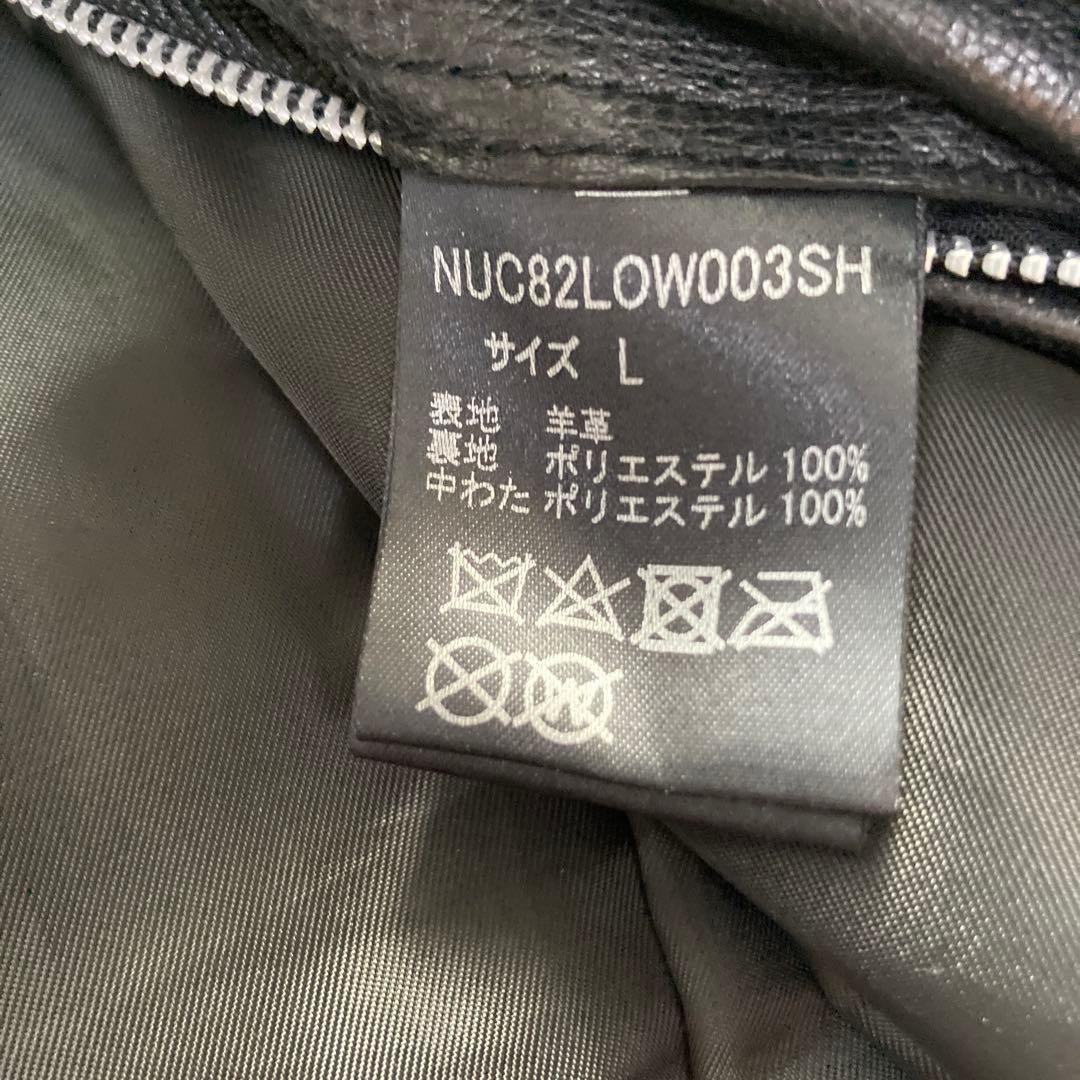 NUC82LOW003SH
サイズ L
表地 羊革
裏地 ポリエステル 100%
中わた ポリエステル 100%
W